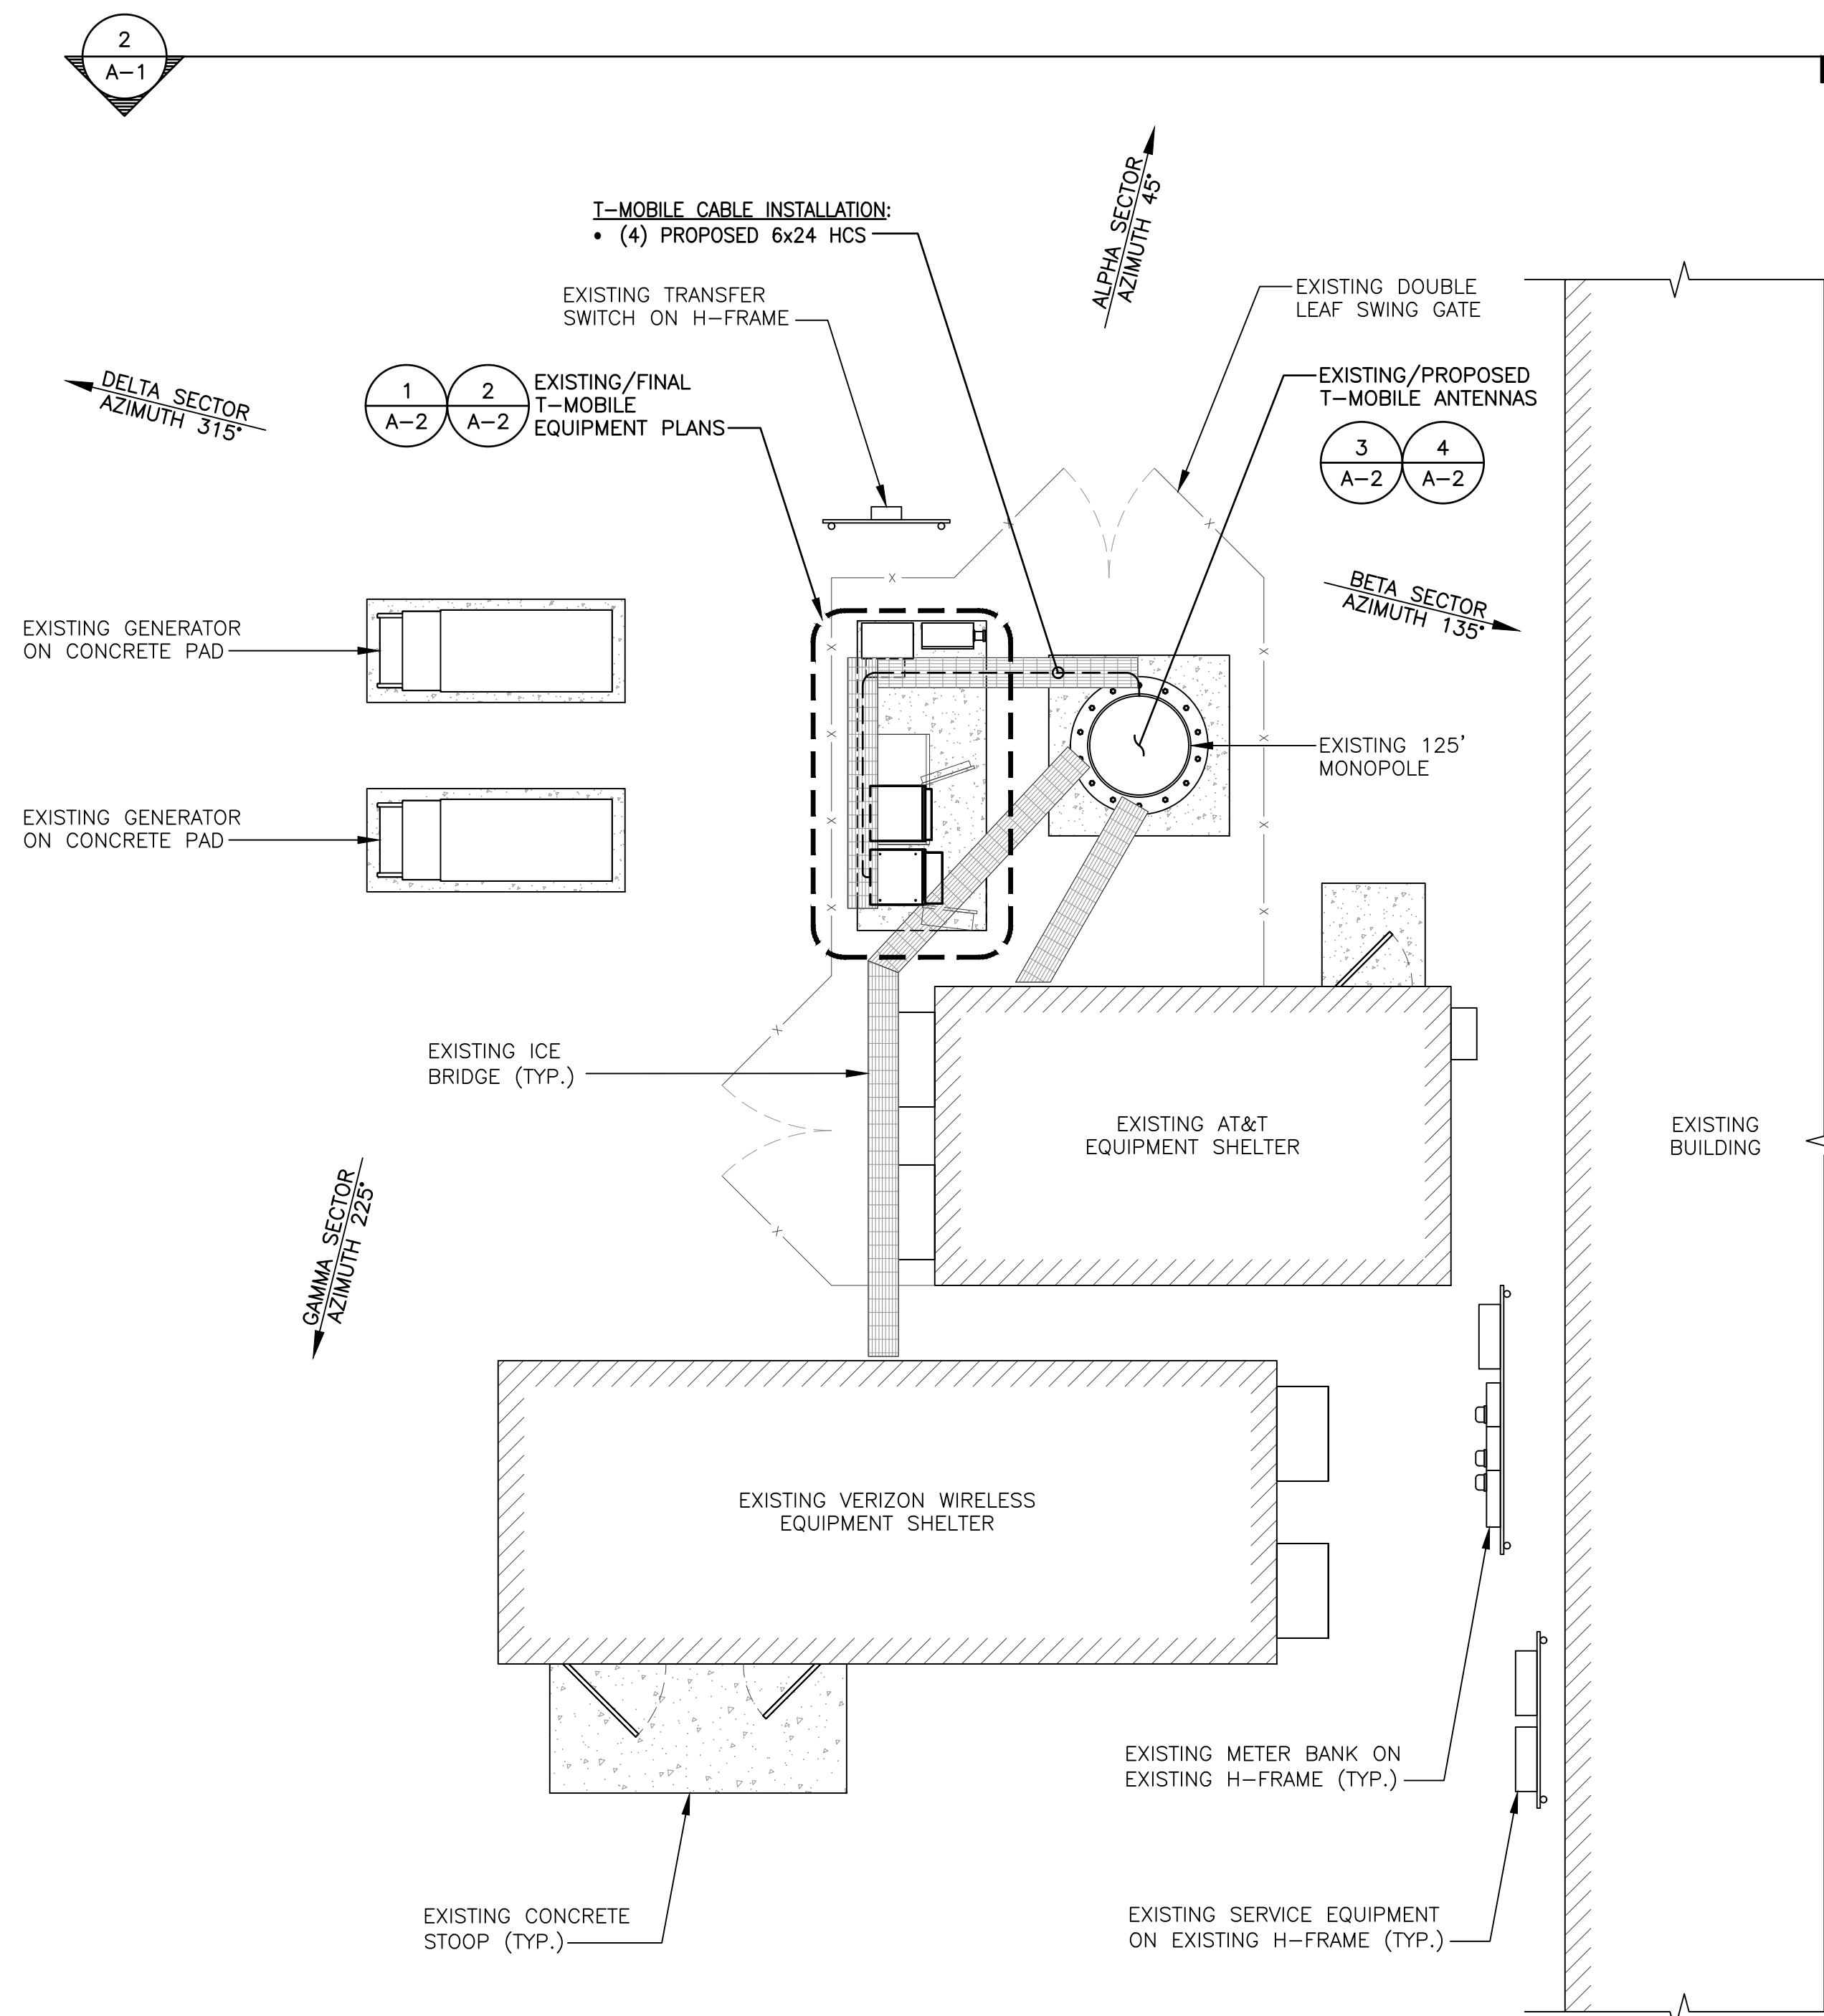 2
A-1
ALPHA SECTOR
AZIMUTH 45°
T-MOBILE CABLE INSTALLATION:
• (4) PROPOSED 6x24 HCS
EXISTING TRANSFER
SWITCH ON H-FRAME
EXISTING DOUBLE
LEAF SWING GATE
DELTA SECTOR
AZIMUTH 315°
1
A-2
2
A-2
EXISTING/FINAL
T-MOBILE
EQUIPMENT PLANS
EXISTING/PROPOSED
T-MOBILE ANTENNAS
3
A-2
4
A-2
BETA SECTOR
AZIMUTH 135°
EXISTING GENERATOR
ON CONCRETE PAD
EXISTING 125'
MONOPOLE
EXISTING GENERATOR
ON CONCRETE PAD
EXISTING ICE
BRIDGE (TYP.)
EXISTING AT&T
EQUIPMENT SHELTER
EXISTING
BUILDING
GAMMA SECTOR
AZIMUTH 225°
EXISTING VERIZON WIRELESS
EQUIPMENT SHELTER
EXISTING METER BANK ON
EXISTING H-FRAME (TYP.)
EXISTING CONCRETE
STOOP (TYP.)
EXISTING SERVICE EQUIPMENT
ON EXISTING H-FRAME (TYP.)